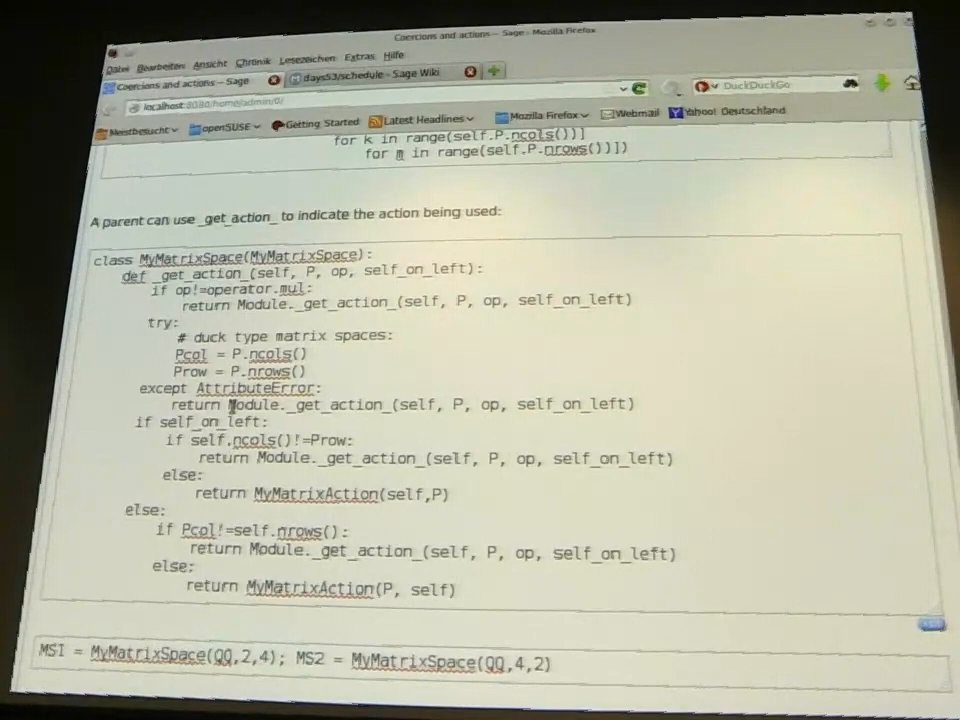 Coercions and actions -- Sage - Mozilla Firefox
Datei Bearbeiten Ansicht Chronik Lesezeichen Extras Hilfe
Coercions and actions -- Sage days53/schedule - Sage Wiki
localhost:8080/home/admin/0/ DuckDuckGo
Meistbesucht openSUSE Getting Started Latest Headlines Mozilla Firefox Webmail Yahoo! Deutschland
for k in range(self.P.ncols())]
for m in range(self.P.nrows())])
A parent can use _get_action_ to indicate the action being used:
class MyMatrixSpace(MyMatrixSpace):
def _get_action_(self, P, op, self_on_left):
if op!=operator.mul:
return Module._get_action_(self, P, op, self_on_left)
try:
# duck type matrix spaces:
Pcol = P.ncols()
Prow = P.nrows()
except AttributeError:
return Module._get_action_(self, P, op, self_on_left)
if self_on_left:
if self.ncols()!=Prow:
return Module._get_action_(self, P, op, self_on_left)
else:
return MyMatrixAction(self,P)
else:
if Pcol!=self.nrows():
return Module._get_action_(self, P, op, self_on_left)
else:
return MyMatrixAction(P, self)
MS1 = MyMatrixSpace(QQ,2,4); MS2 = MyMatrixSpace(QQ,4,2)